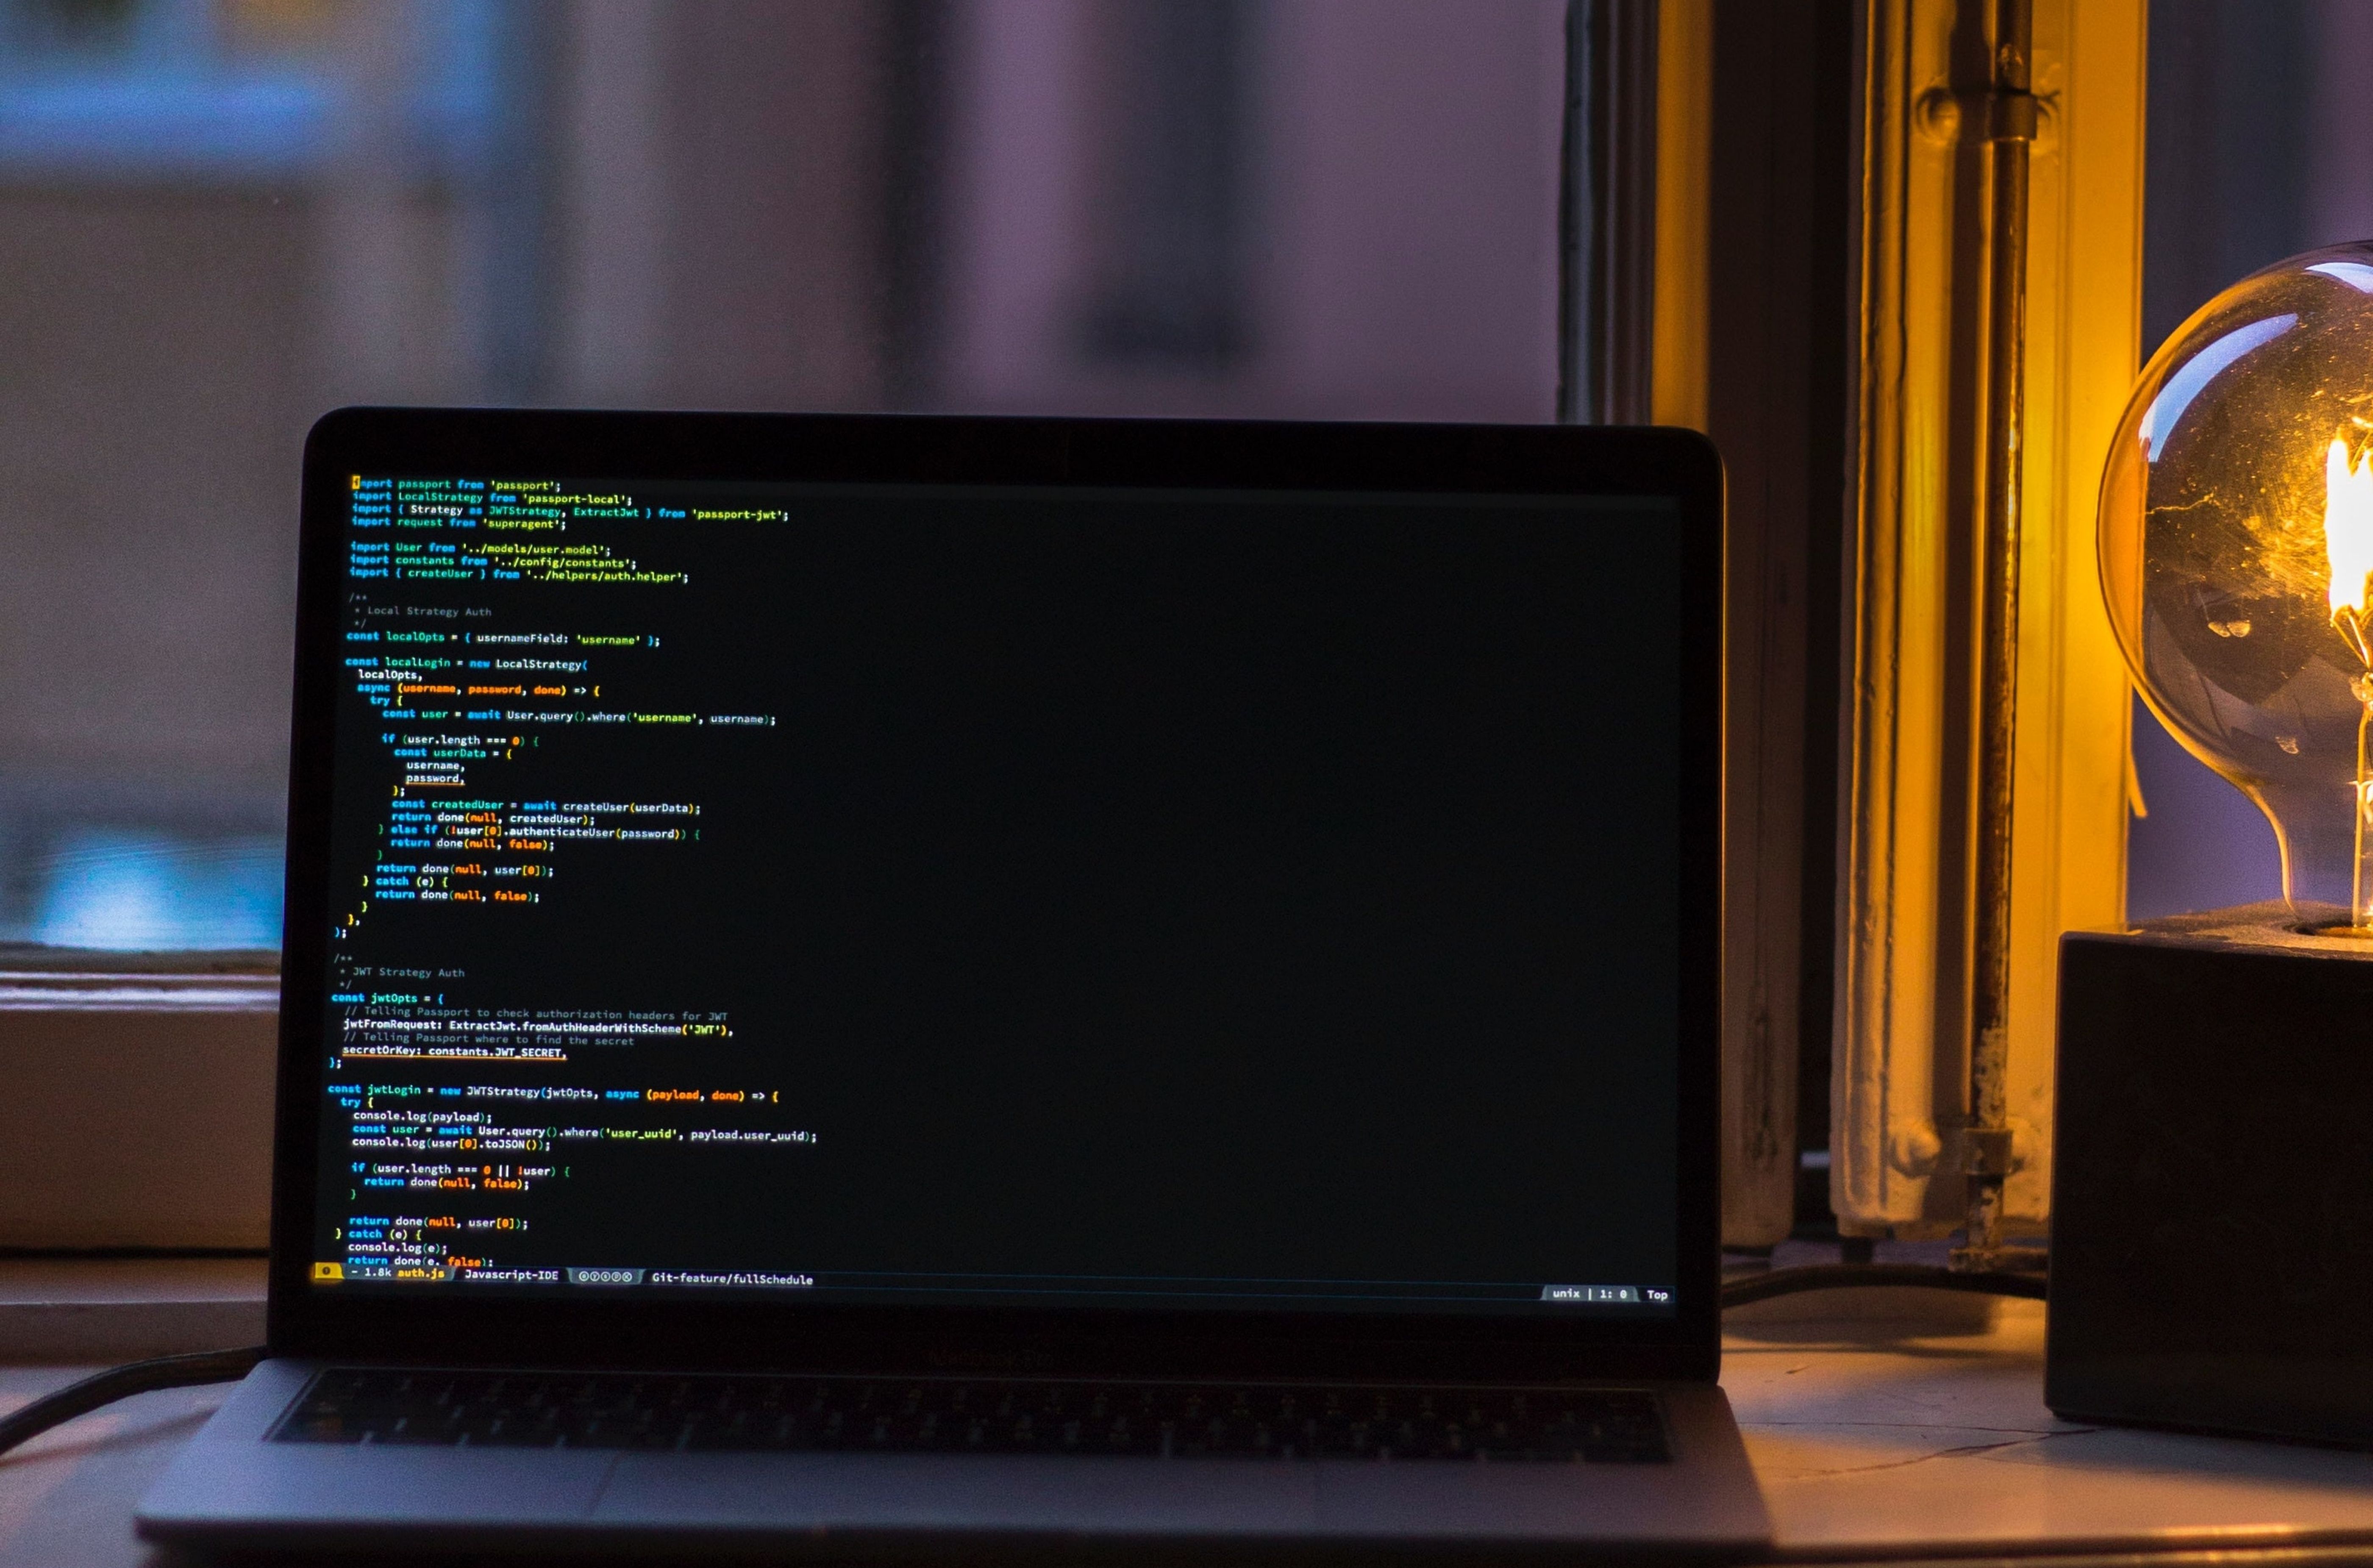 import passport from 'passport';
import LocalStrategy from 'passport-local';
import { Strategy as JWTStrategy, ExtractJwt } from 'passport-jwt';
import request from 'superagent';

import User from '../models/user.model';
import constants from '../config/constants';
import { createUser } from '../helpers/auth.helper';

/**
 * Local Strategy Auth
 */
const localOpts = { usernameField: 'username' };

const localLogin = new LocalStrategy(
  localOpts,
  async (username, password, done) => {
    try {
      const user = await User.query().where('username', username);

      if (user.length === 0) {
        const userData = {
          username,
          password,
        };
        const createdUser = await createUser(userData);
        return done(null, createdUser);
      } else if (!user[0].authenticateUser(password)) {
        return done(null, false);
      }
      return done(null, user[0]);
    } catch (e) {
      return done(null, false);
    }
  },
);

/**
 * JWT Strategy Auth
 */
const jwtOpts = {
  // Telling Passport to check authorization headers for JWT
  jwtFromRequest: ExtractJwt.fromAuthHeaderWithScheme('JWT'),
  // Telling Passport where to find the secret
  secretOrKey: constants.JWT_SECRET,
};

const jwtLogin = new JWTStrategy(jwtOpts, async (payload, done) => {
  try {
    console.log(payload);
    const user = await User.query().where('user_uuid', payload.user_uuid);
    console.log(user[0].toJSON());

    if (user.length === 0 || !user) {
      return done(null, false);
    }

    return done(null, user[0]);
  } catch (e) {
    console.log(e);
    return done(e, false);
- 1.8k auth.js Javascript-IDE Git-feature/fullSchedule unix | 1: 0 Top